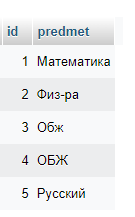 id predmet
1 Математика
2 Физ-ра
3 Обж
4 ОБЖ
5 Русский